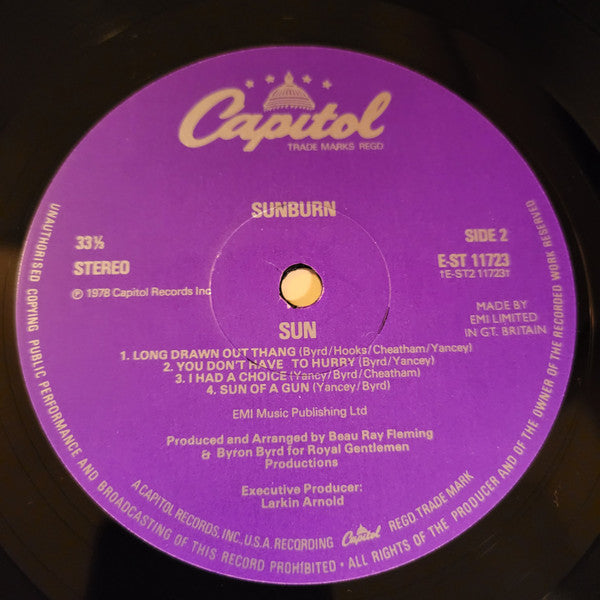 Capitol
TRADE MARKS REGD
SUNBURN
33⅓
STEREO
℗ 1978 Capitol Records Inc
SIDE 2
E-ST 11723
(E-ST2 11723)
MADE BY
EMI LIMITED
IN GT. BRITAIN
SUN
1. LONG DRAWN OUT THANG (Byrd/Hooks/Cheatham/Yancey)
2. YOU DON'T HAVE TO HURRY (Byrd/Yancey)
3. I HAD A CHOICE (Yancy/Byrd/Cheatham)
4. SUN OF A GUN (Yancey/Byrd)
EMI Music Publishing Ltd
Produced and Arranged by Beau Ray Fleming
& Byron Byrd for Royal Gentlemen
Productions
Executive Producer:
Larkin Arnold
A CAPITOL RECORDS, INC., U.S.A. RECORDING Capitol REGD. TRADE MARK
UNAUTHORISED COPYING PUBLIC PERFORMANCE AND BROADCASTING OF THIS RECORD PROHIBITED • ALL RIGHTS OF THE PRODUCER AND OF THE OWNER OF THE RECORDED WORK RESERVED.